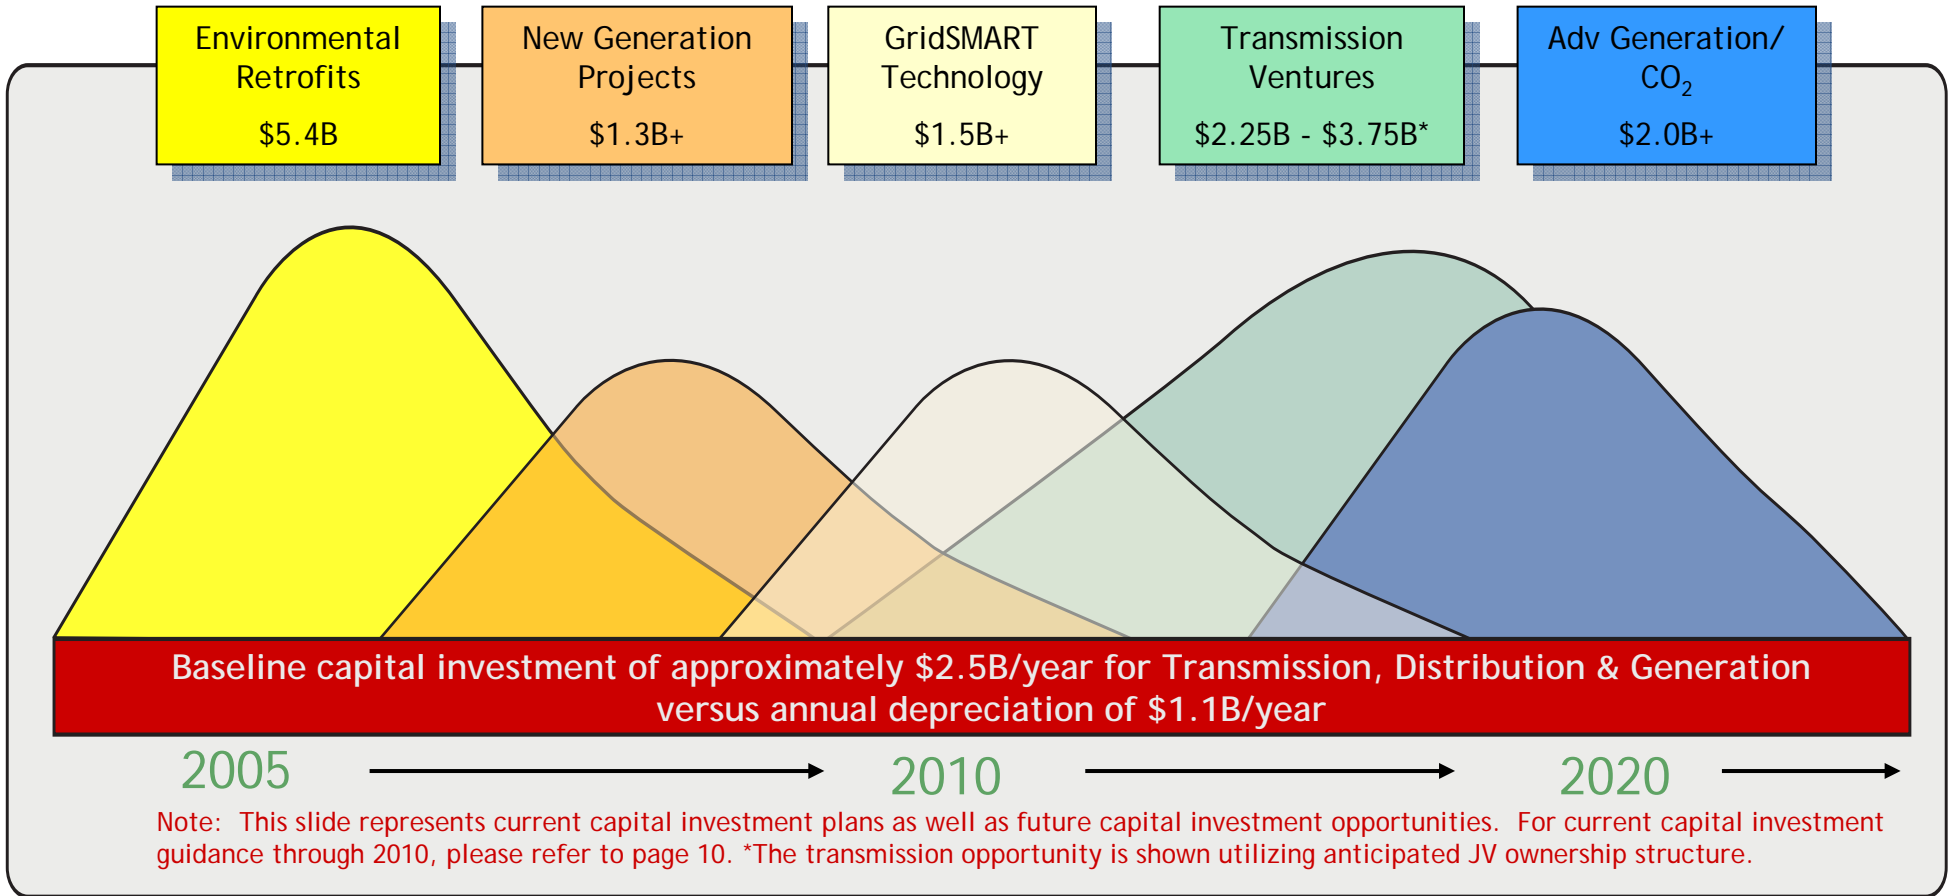 Environmental
Retrofits
$5.4B
New Generation
Projects
$1.3B+
GridSMART
Technology
$1.5B+
Transmission
Ventures
$2.25B - $3.75B*
Adv Generation/
CO₂
$2.0B+
Baseline capital investment of approximately $2.5B/year for Transmission, Distribution & Generation
versus annual depreciation of $1.1B/year
2005
2010
2020
Note:  This slide represents current capital investment plans as well as future capital investment opportunities.  For current capital investment
guidance through 2010, please refer to page 10. *The transmission opportunity is shown utilizing anticipated JV ownership structure.